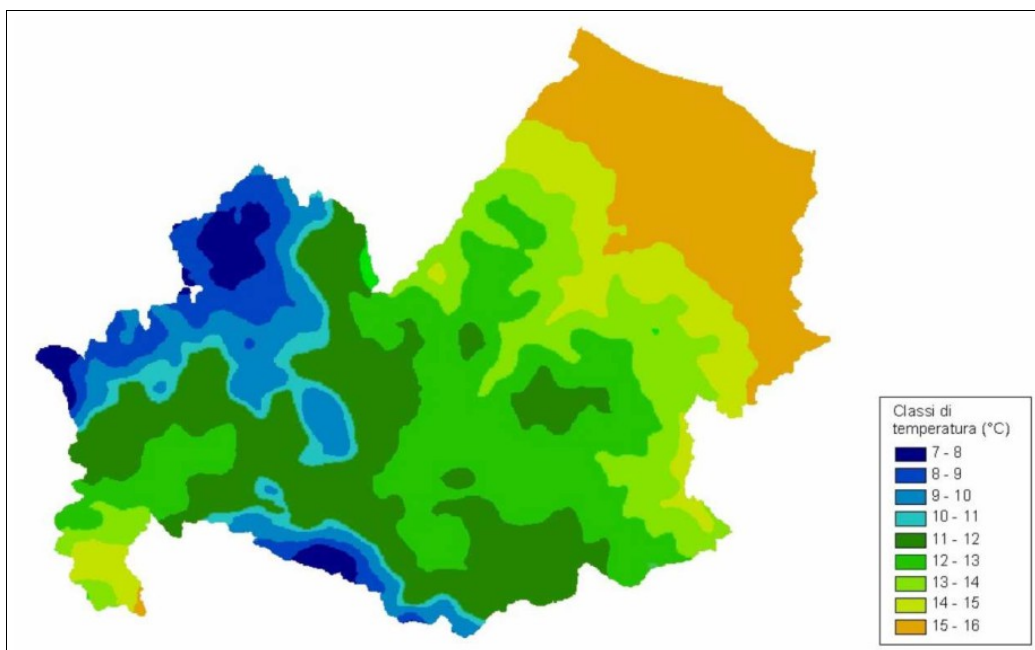 Classi di
temperatura (°C)
7 - 8
8 - 9
9 - 10
10 - 11
11 - 12
12 - 13
13 - 14
14 - 15
15 - 16